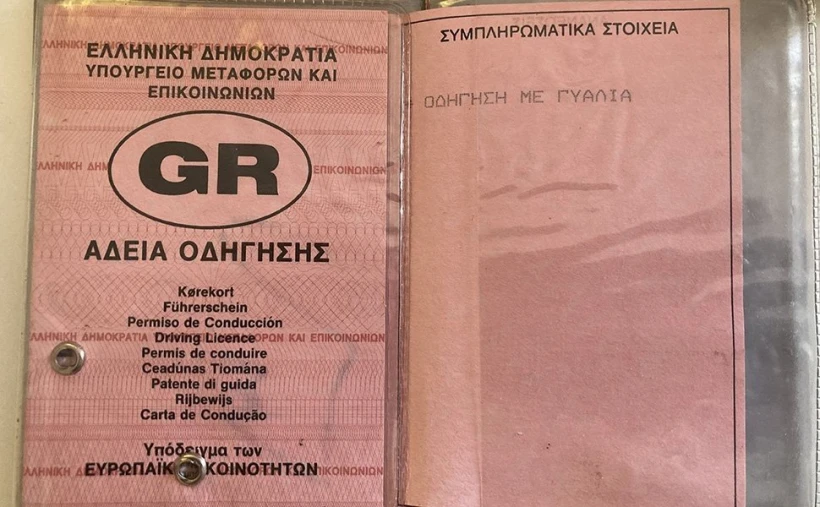 ΕΛΛΗΝΙΚΗ ΔΗΜΟΚΡΑΤΙΑ
ΥΠΟΥΡΓΕΙΟ ΜΕΤΑΦΟΡΩΝ ΚΑΙ
ΕΠΙΚΟΙΝΩΝΙΩΝ
GR
ΑΔΕΙΑ ΟΔΗΓΗΣΗΣ
Kørekort
Führerschein
Permiso de Conducción
Driving Licence
Permis de conduire
Ceadúnas Tiomána
Patente di guida
Rijbewijs
Carta de Condução
Υπόδειγμα των
ΕΥΡΩΠΑΪΚ ΚΟΙΝΟΤΗΤΩΝ
ΣΥΜΠΛΗΡΩΜΑΤΙΚΑ ΣΤΟΙΧΕΙΑ
ΟΔΗΓΗΣΗ ΜΕ ΓΥΑΛΙΑ